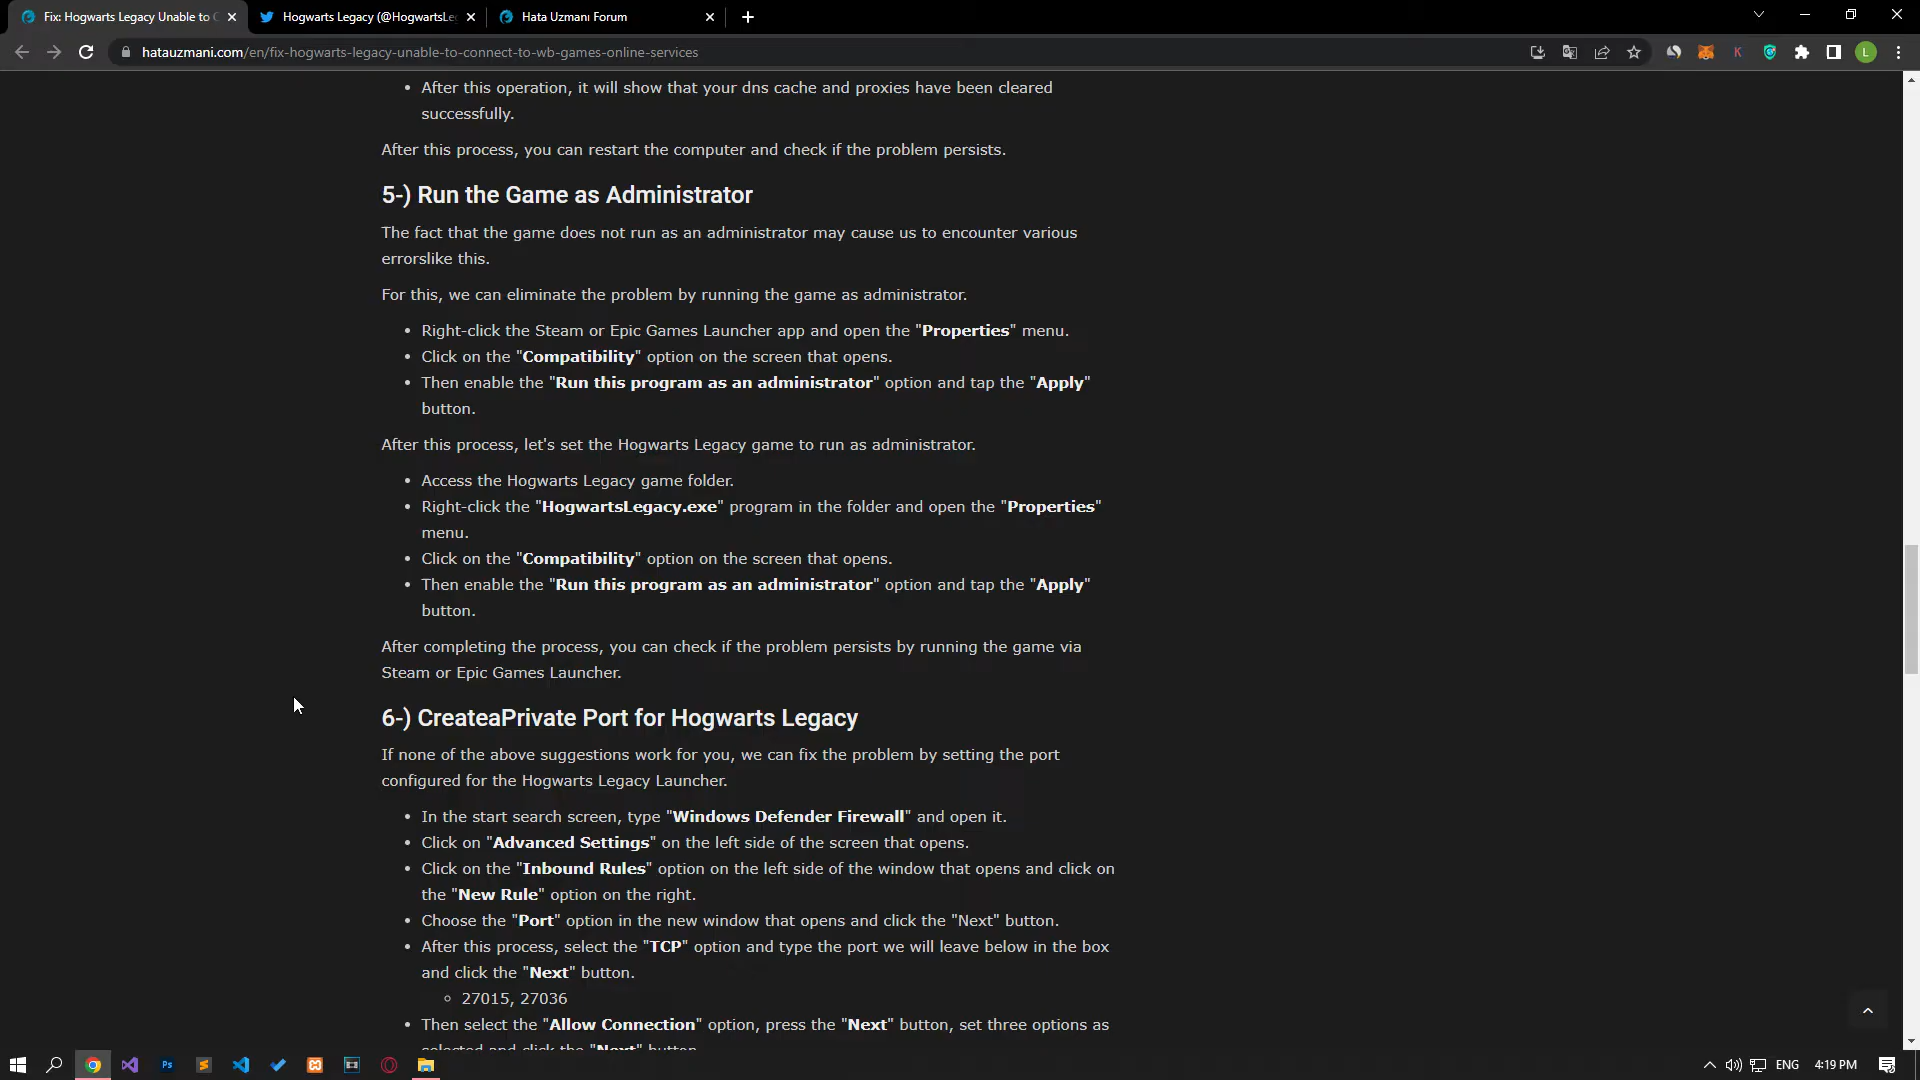 Fix: Hogwarts Legacy Unable to C
Hogwarts Legacy (@HogwartsLe
Hata Uzmanı Forum
hatauzmani.com/en/fix-hogwarts-legacy-unable-to-connect-to-wb-games-online-services
L
After this operation, it will show that your dns cache and proxies have been cleared
successfully.
After this process, you can restart the computer and check if the problem persists.
5-) Run the Game as Administrator
The fact that the game does not run as an administrator may cause us to encounter various
errorslike this.
For this, we can eliminate the problem by running the game as administrator.
• Right-click the Steam or Epic Games Launcher app and open the "Properties" menu.
• Click on the "Compatibility" option on the screen that opens.
• Then enable the "Run this program as an administrator" option and tap the "Apply"
button.
After this process, let's set the Hogwarts Legacy game to run as administrator.
• Access the Hogwarts Legacy game folder.
• Right-click the "HogwartsLegacy.exe" program in the folder and open the "Properties"
menu.
• Click on the "Compatibility" option on the screen that opens.
• Then enable the "Run this program as an administrator" option and tap the "Apply"
button.
After completing the process, you can check if the problem persists by running the game via
Steam or Epic Games Launcher.
6-) CreateaPrivate Port for Hogwarts Legacy
If none of the above suggestions work for you, we can fix the problem by setting the port
configured for the Hogwarts Legacy Launcher.
• In the start search screen, type "Windows Defender Firewall" and open it.
• Click on "Advanced Settings" on the left side of the screen that opens.
• Click on the "Inbound Rules" option on the left side of the window that opens and click on
the "New Rule" option on the right.
• Choose the "Port" option in the new window that opens and click the "Next" button.
• After this process, select the "TCP" option and type the port we will leave below in the box
and click the "Next" button.
◦ 27015, 27036
• Then select the "Allow Connection" option, press the "Next" button, set three options as
selected and click the "Next" button.
Ps
ENG
4:19 PM